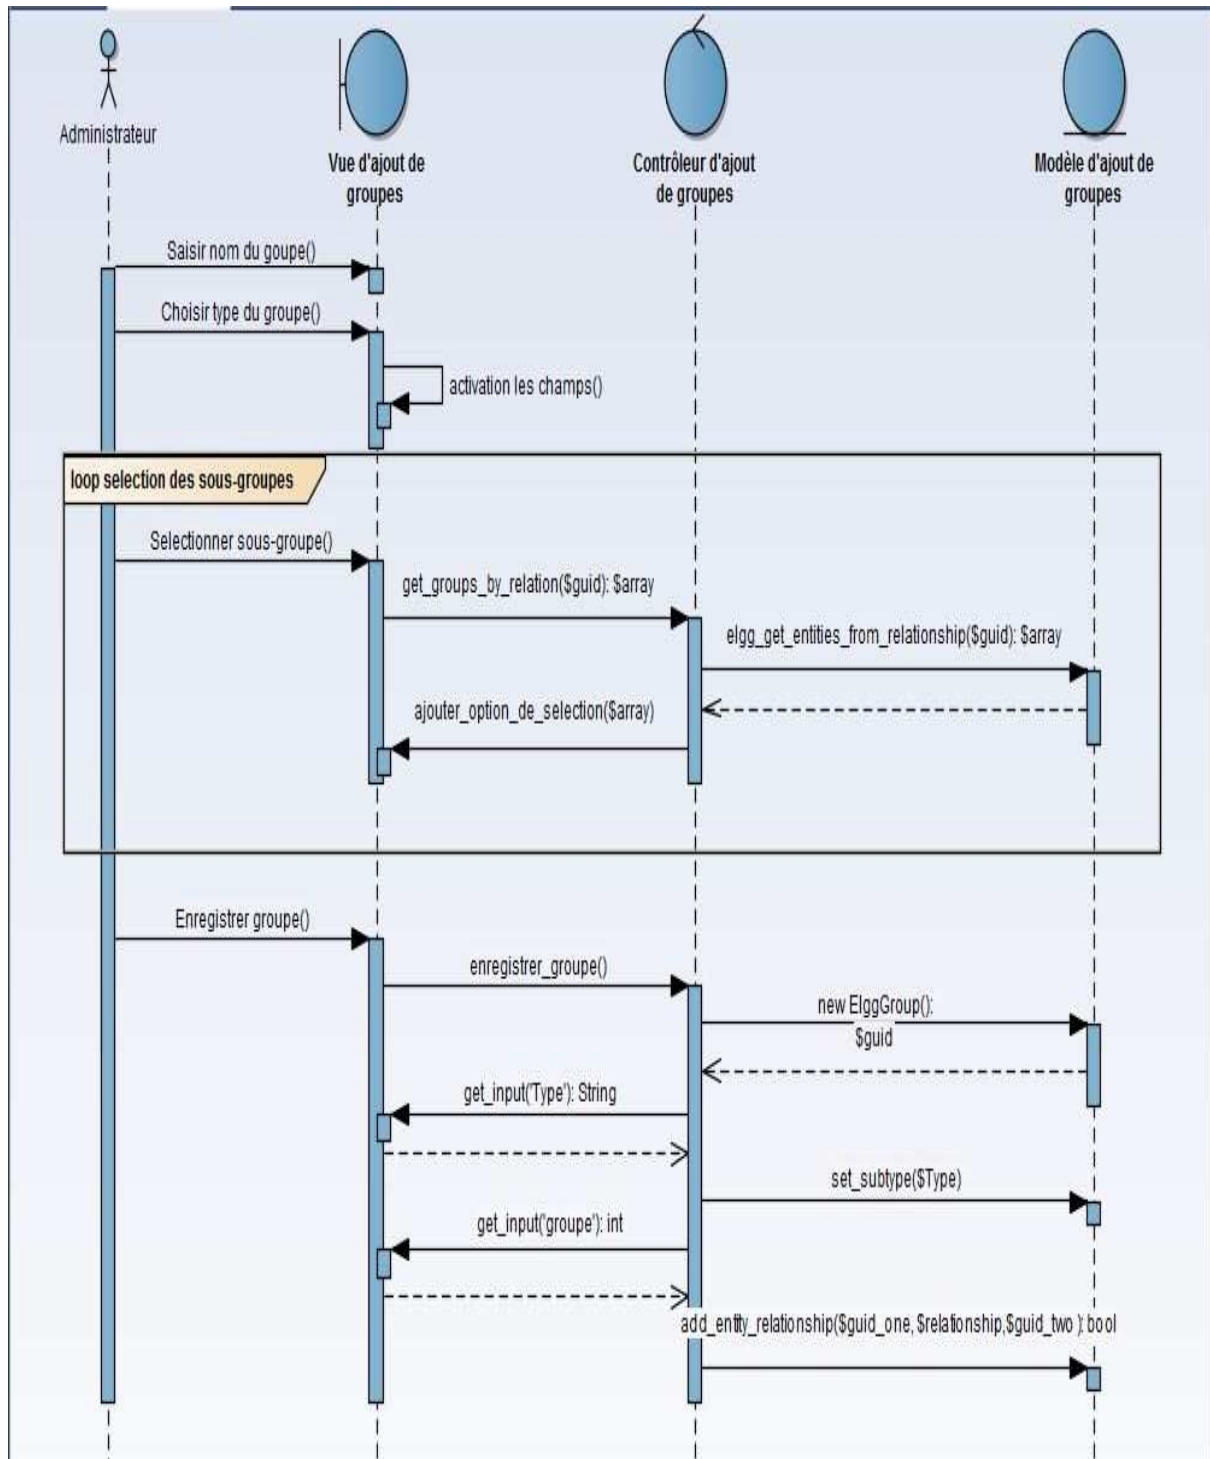 Administrateur
Vue d'ajout de
groupes
Contrôleur d'ajout
de groupes
Modèle d'ajout de
groupes
Saisir nom du goupe()
Choisir type du groupe()
activation les champs()
loop selection des sous-groupes
Selectionner sous-groupe()
get_groups_by_relation($guid): $array
elgg_get_entities_from_relationship($guid): $array
ajouter_option_de_selection($array)
Enregistrer groupe()
enregistrer_groupe()
new ElggGroup():
$guid
get_input('Type'): String
set_subtype($Type)
get_input('groupe'): int
add_entity_relationship($guid_one, $relationship,$guid_two ): bool